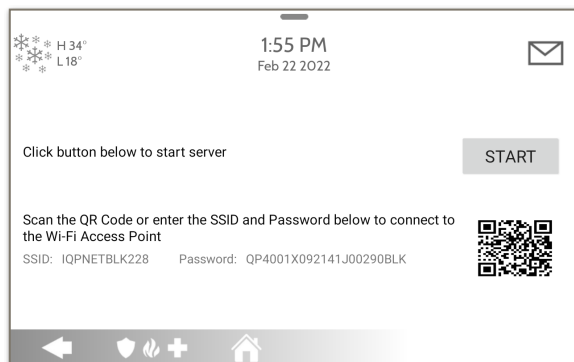 H 34°
L 18°
1:55 PM
Feb 22 2022
Click button below to start server
START
Scan the QR Code or enter the SSID and Password below to connect to
the Wi-Fi Access Point
SSID: IQPNETBLK228 Password: QP4001X092141J00290BLK